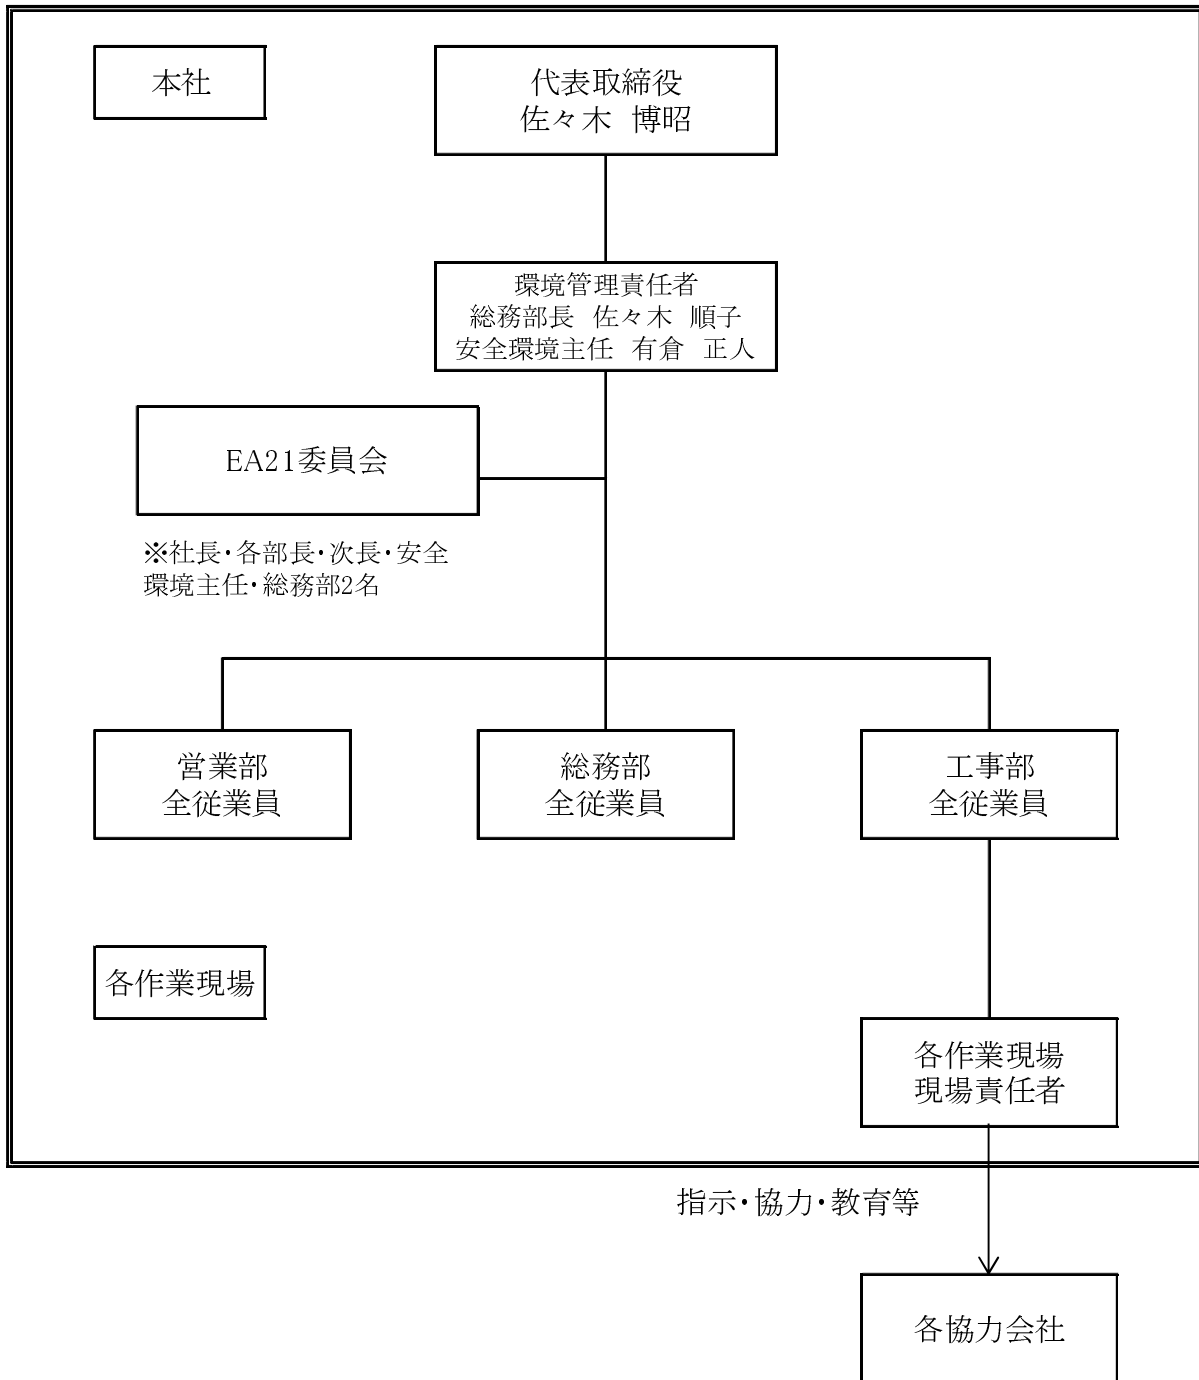 本社
代表取締役
佐々木 博昭
環境管理責任者
総務部長 佐々木 順子
安全環境主任 有倉 正人
EA21委員会
※社長・各部長・次長・安全
環境主任・総務部2名
営業部
全従業員
総務部
全従業員
工事部
全従業員
各作業現場
各作業現場
現場責任者
指示・協力・教育等
各協力会社